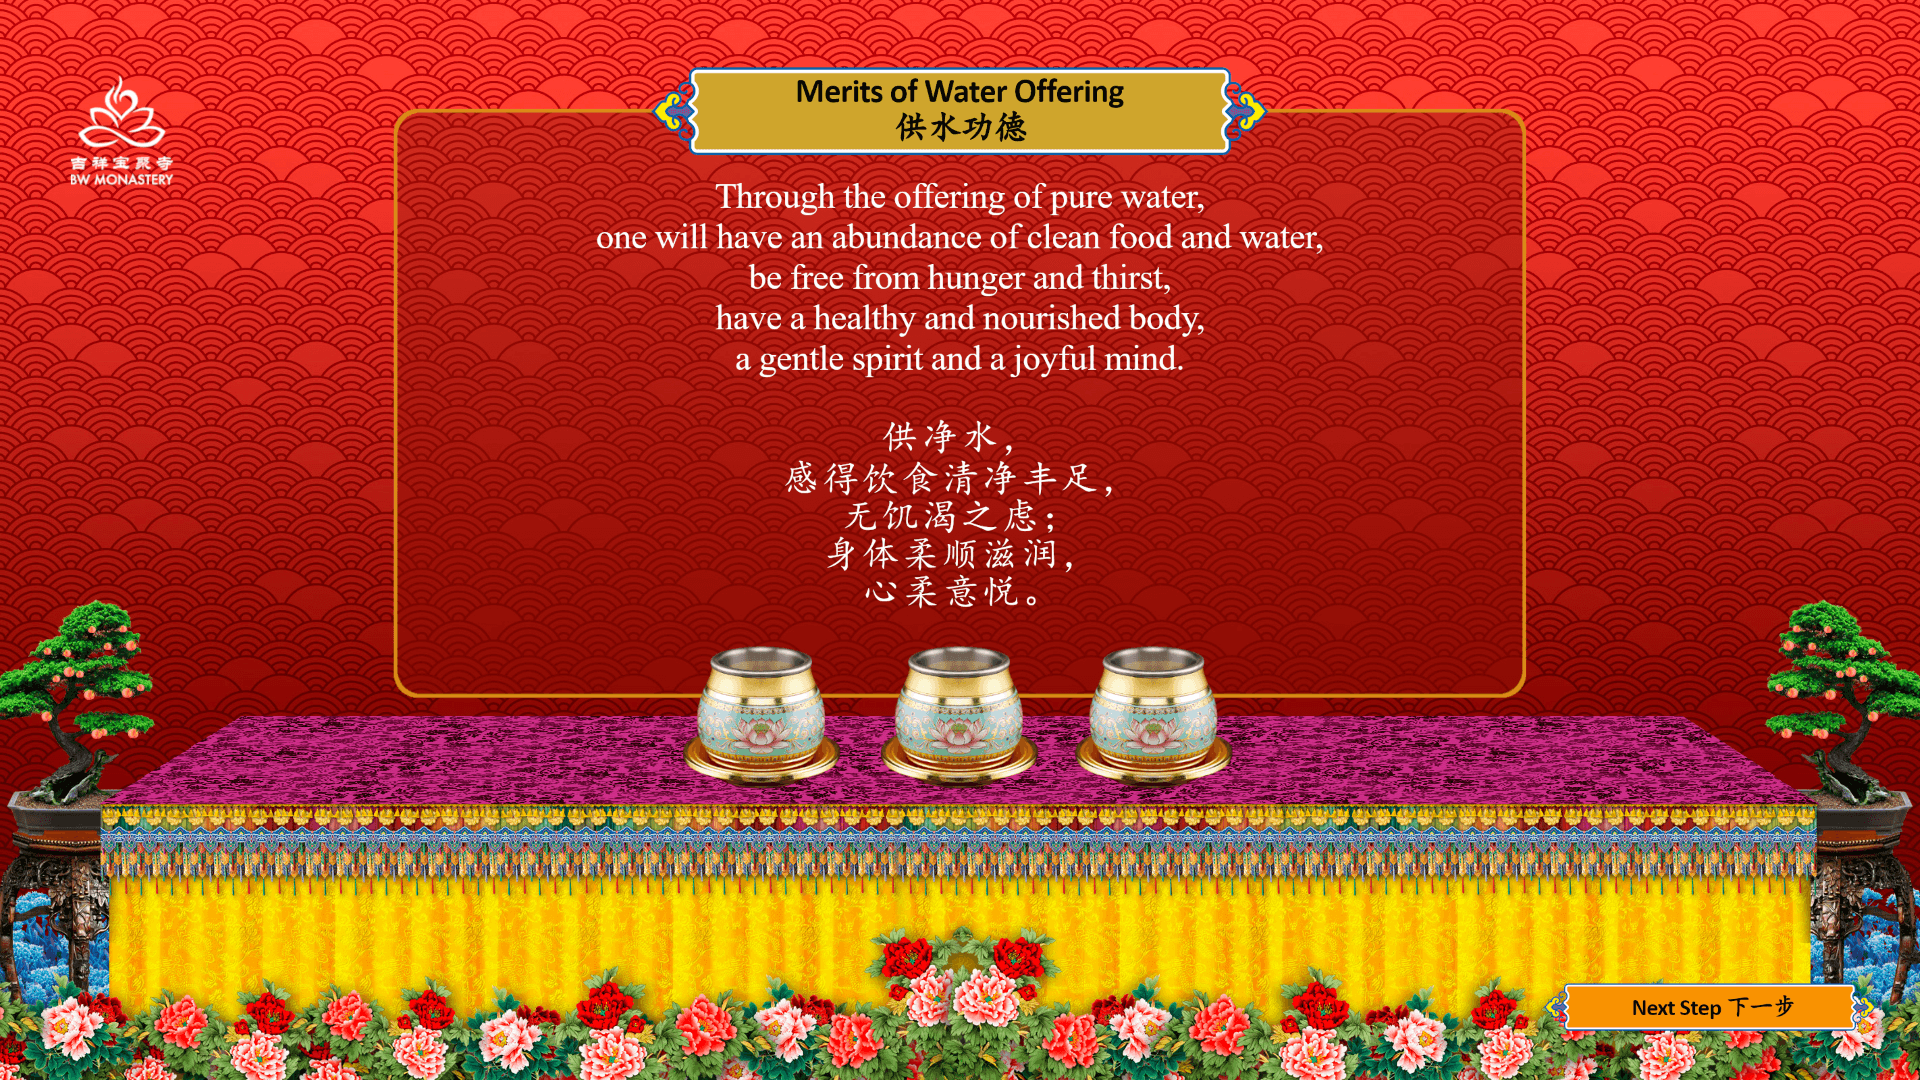 吉祥宝聚寺
BW MONASTERY
Merits of Water Offering
供水功德
Through the offering of pure water,
one will have an abundance of clean food and water,
be free from hunger and thirst,
have a healthy and nourished body,
a gentle spirit and a joyful mind.
供净水，
感得饮食清净丰足，
无饥渴之虑；
身体柔顺滋润，
心柔意悦。
Next Step 下一步